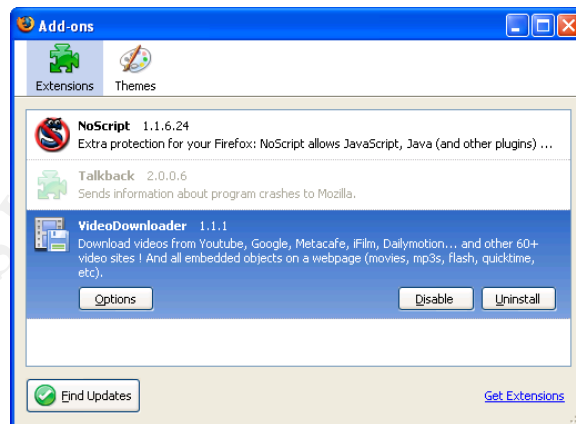 Add-ons
Extensions Themes
NoScript 1.1.6.24
Extra protection for your Firefox: NoScript allows JavaScript, Java (and other plugins) ...
Talkback 2.0.0.6
Sends information about program crashes to Mozilla.
VideoDownloader 1.1.1
Download videos from Youtube, Google, Metacafe, iFilm, Dailymotion... and other 60+
video sites ! And all embedded objects on a webpage (movies, mp3s, flash, quicktime,
etc).
Options Disable Uninstall
Find Updates Get Extensions